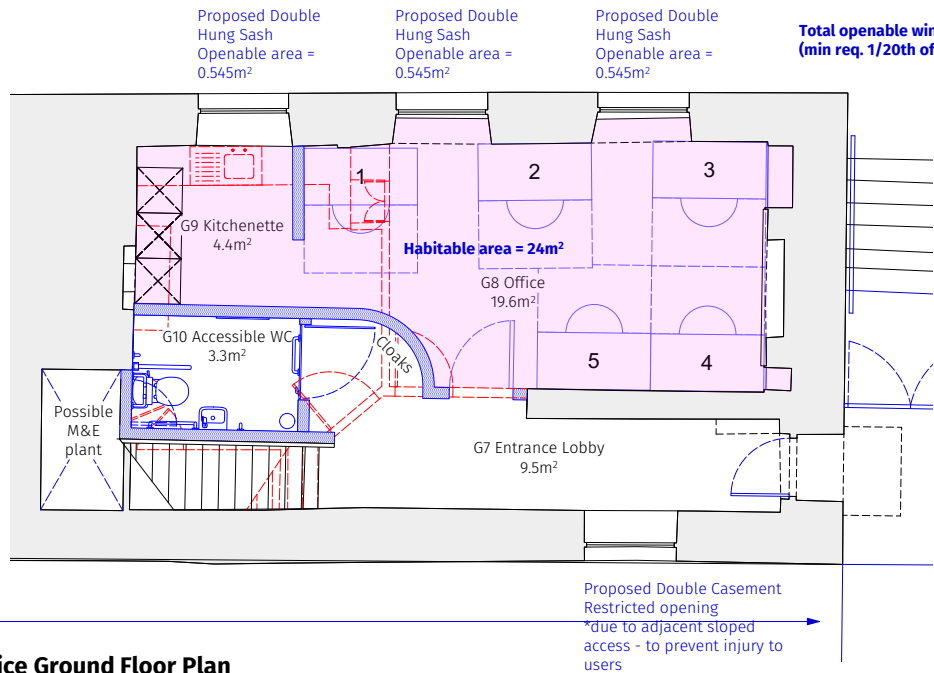 Proposed Double
Hung Sash
Openable area =
0.545m²
Proposed Double
Hung Sash
Openable area =
0.545m²
Proposed Double
Hung Sash
Openable area =
0.545m²
Total openable win
(min req. 1/20th of
1
2
3
G9 Kitchenette
4.4m²
Habitable area = 24m²
G8 Office
19.6m²
G10 Accessible WC
3.3m²
Cloaks
5
4
Possible
M&E
plant
G7 Entrance Lobby
9.5m²
Proposed Double Casement
Restricted opening
*due to adjacent sloped
access - to prevent injury to
users
ice Ground Floor Plan